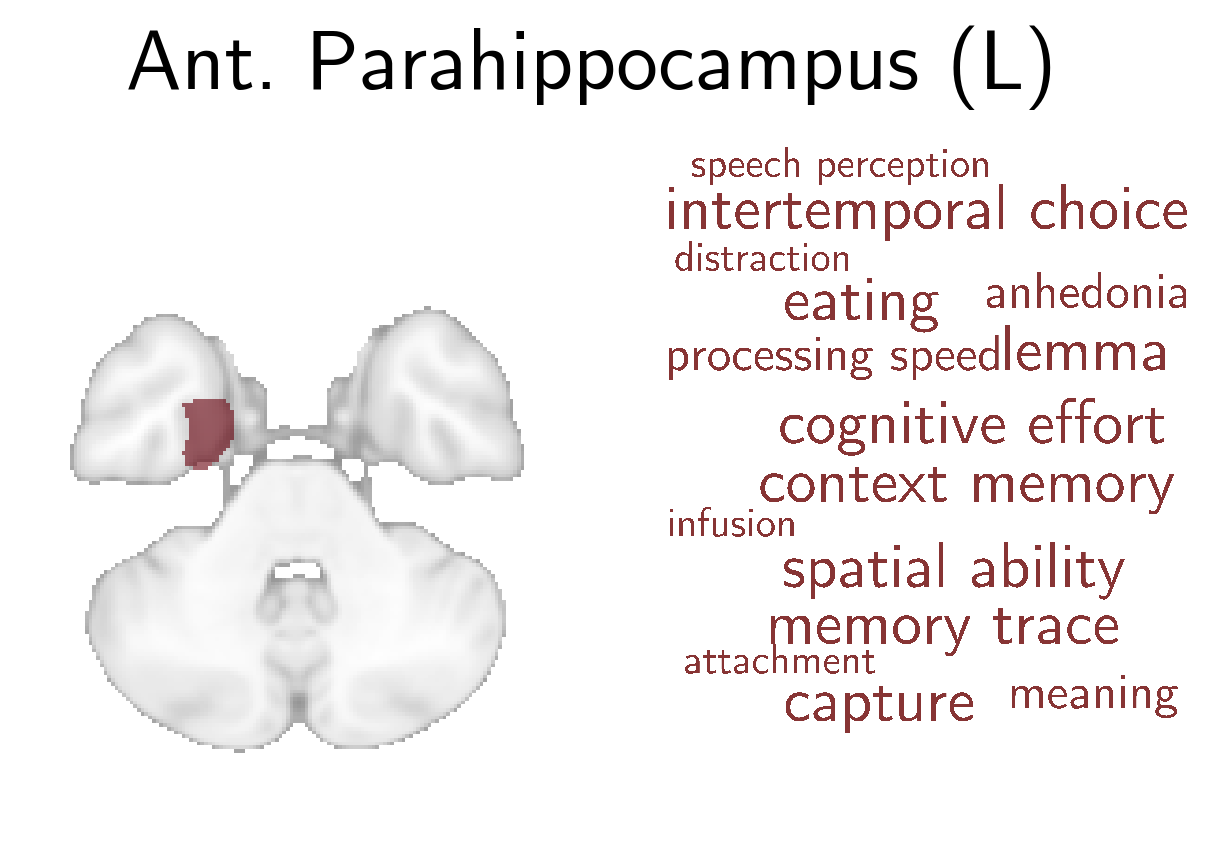 Ant. Parahippocampus (L)
speech perception
intertemporal choice
distraction
eating anhedonia
processing speed lemma
cognitive effort
context memory
infusion
spatial ability
memory trace
attachment
capture meaning